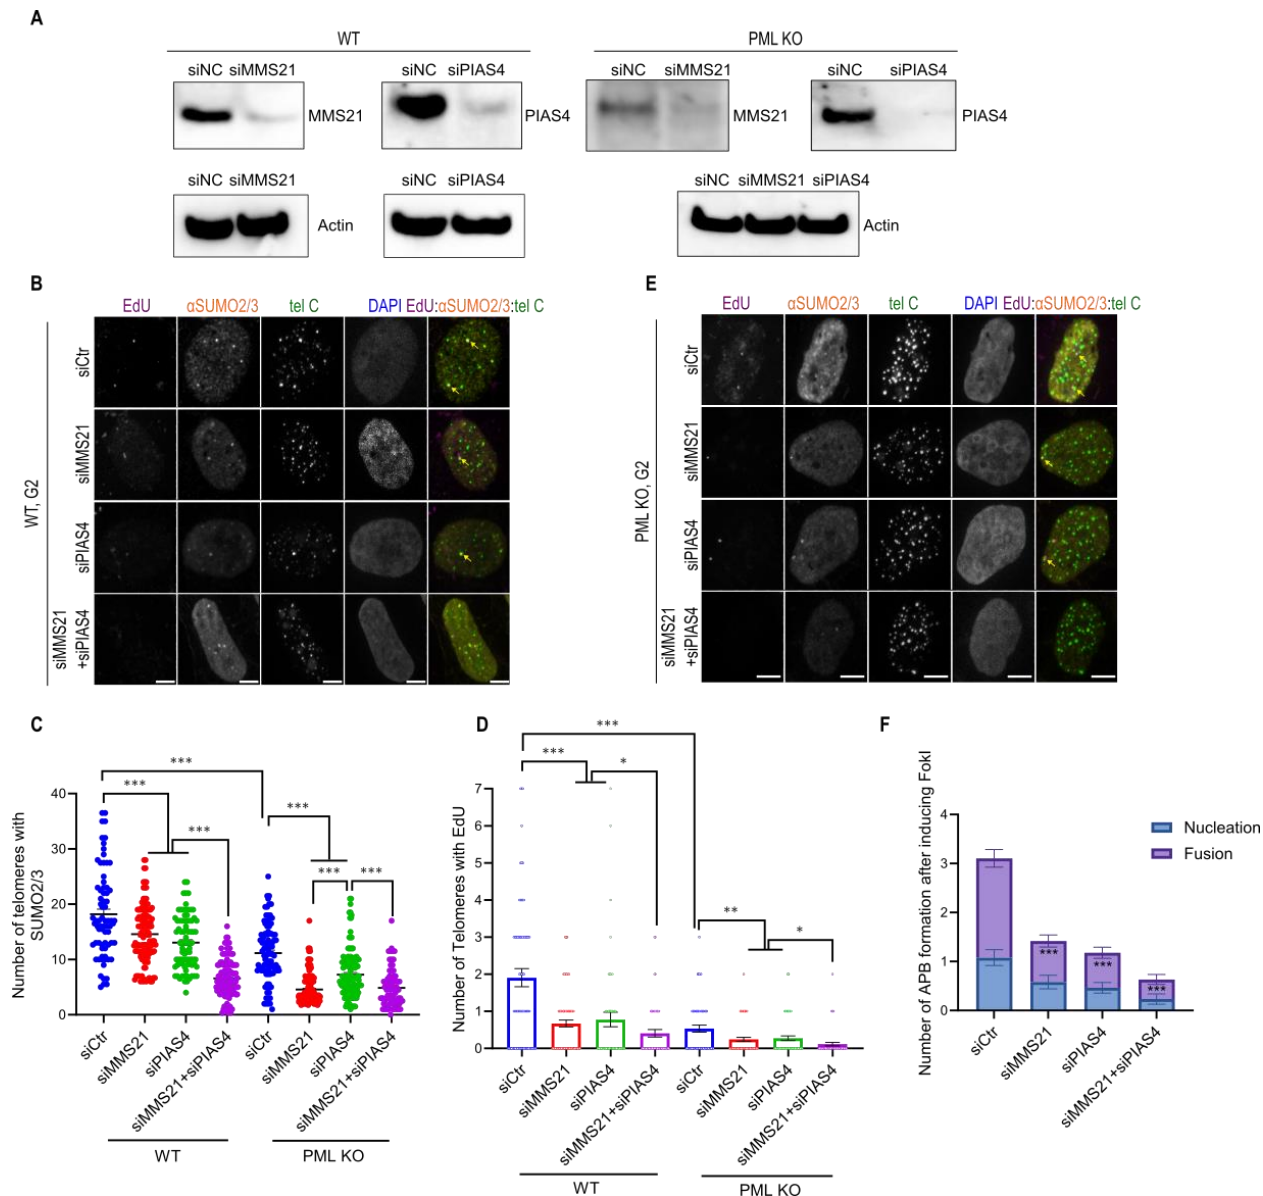 A
WT
PML KO
siNC siMMS21
siNC siPIAS4
siNC siMMS21
siNC siPIAS4
MMS21
PIAS4
MMS21
PIAS4
siNC siMMS21
siNC siPIAS4
siNC siMMS21 siPIAS4
Actin
Actin
B
EdU αSUMO2/3 tel C DAPI EdU:αSUMO2/3:tel C
WT, G2
siCtr
siMMS21
siPIAS4
siMMS21
+siPIAS4
E
EdU αSUMO2/3 tel C DAPI EdU:αSUMO2/3:tel C
PML KO, G2
siCtr
siMMS21
siPIAS4
siMMS21
+siPIAS4
C
Number of telomeres with
SUMO2/3
40
30
20
10
0
***
***
***
***
***
***
siCtr
siMMS21
siPIAS4
siMMS21+siPIAS4
siCtr
siMMS21
siPIAS4
siMMS21+siPIAS4
WT
PML KO
D
Number of Telomeres with EdU
7
6
5
4
3
2
1
0
***
***
*
**
*
siCtr
siMMS21
siPIAS4
siMMS21+siPIAS4
siCtr
siMMS21
siPIAS4
siMMS21+siPIAS4
WT
PML KO
F
Number of APB formation after inducing FokI
4
3
2
1
0
Nucleation
Fusion
***
***
***
siCtr
siMMS21
siPIAS4
siMMS21+siPIAS4